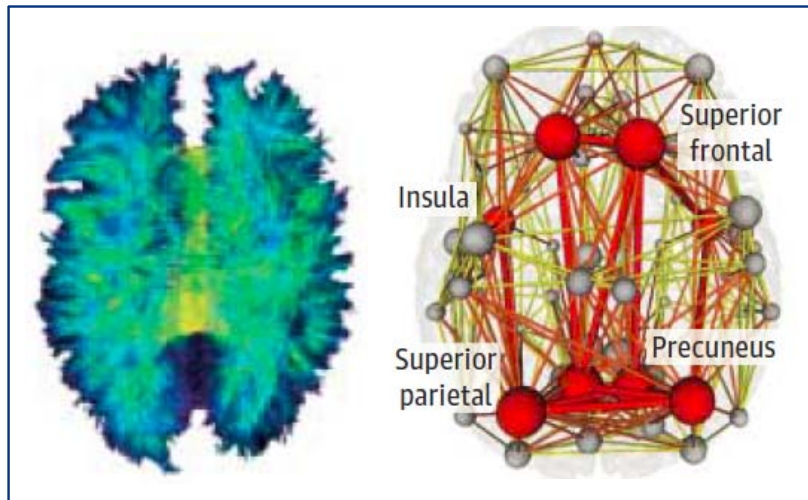 Superior
frontal
Insula
Superior
parietal
Precuneus